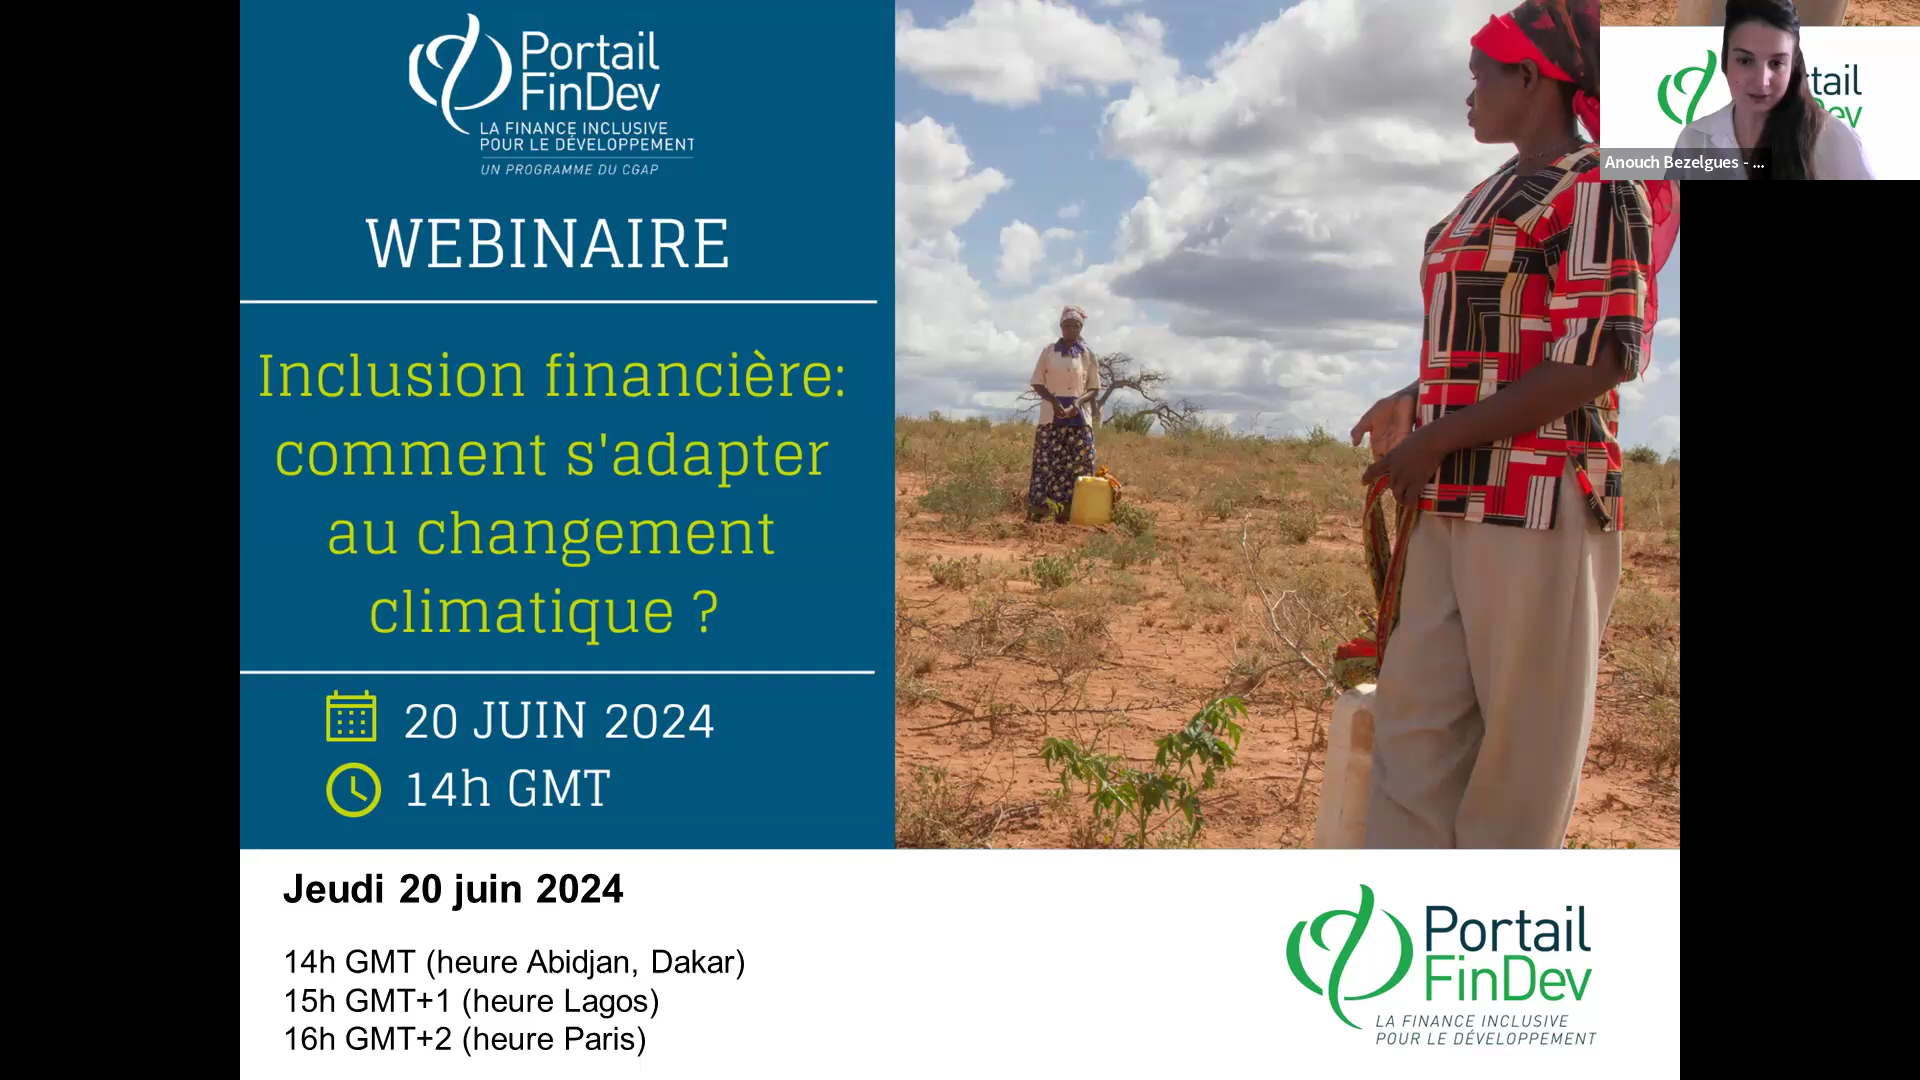 Portail
FinDev
LA FINANCE INCLUSIVE
POUR LE DÉVELOPPEMENT
UN PROGRAMME DU CGAP
WEBINAIRE
Inclusion financière:
comment s'adapter
au changement
climatique ?
20 JUIN 2024
14h GMT
tail
ev
Anouch Bezelgues - ...
Jeudi 20 juin 2024
14h GMT (heure Abidjan, Dakar)
15h GMT+1 (heure Lagos)
16h GMT+2 (heure Paris)
Portail
FinDev
LA FINANCE INCLUSIVE
POUR LE DÉVELOPPEMENT